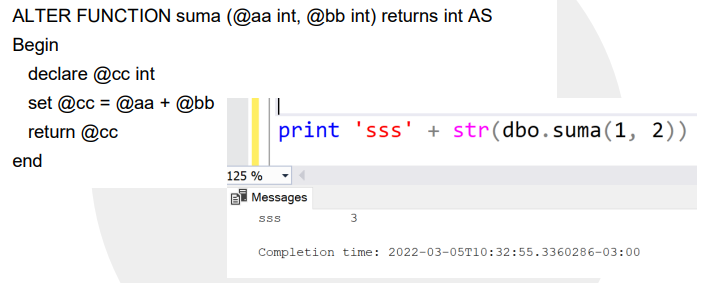 ALTER FUNCTION suma (@aa int, @bb int) returns int AS
Begin
declare @cc int
set @cc = @aa + @bb
return @cc
end
print 'sss' + str(dbo.suma(1, 2))
125 %
Messages
sss         3
Completion time: 2022-03-05T10:32:55.3360286-03:00